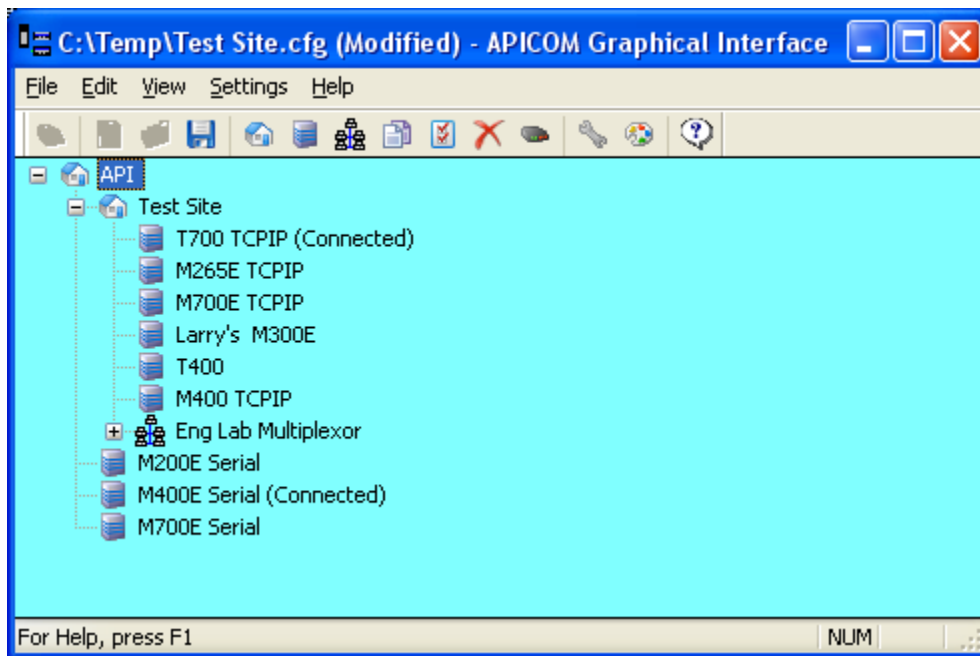 C:\Temp\Test Site.cfg (Modified) - APICOM Graphical Interface
File Edit View Settings Help
API
Test Site
T700 TCPIP (Connected)
M265E TCPIP
M700E TCPIP
Larry's M300E
T400
M400 TCPIP
Eng Lab Multiplexor
M200E Serial
M400E Serial (Connected)
M700E Serial
For Help, press F1 NUM